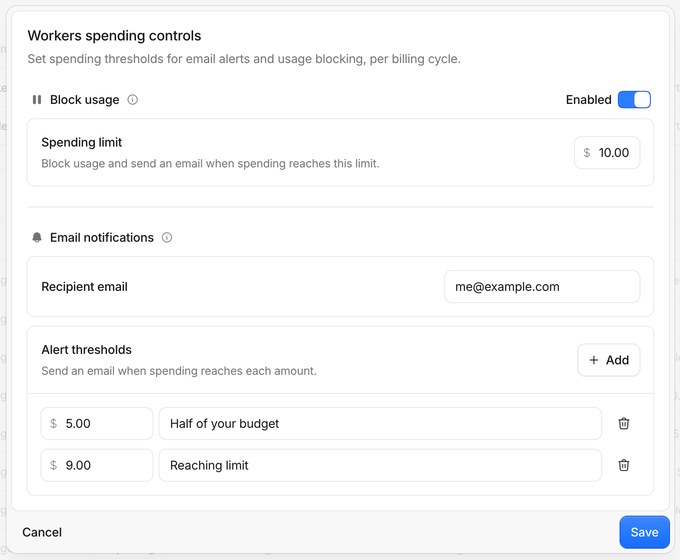 Workers spending controls
Set spending thresholds for email alerts and usage blocking, per billing cycle.
Block usage
Enabled
Spending limit
Block usage and send an email when spending reaches this limit.
$ 10.00
Email notifications
Recipient email
me@example.com
Alert thresholds
Send an email when spending reaches each amount.
+ Add
$ 5.00
Half of your budget
$ 9.00
Reaching limit
Cancel
Save